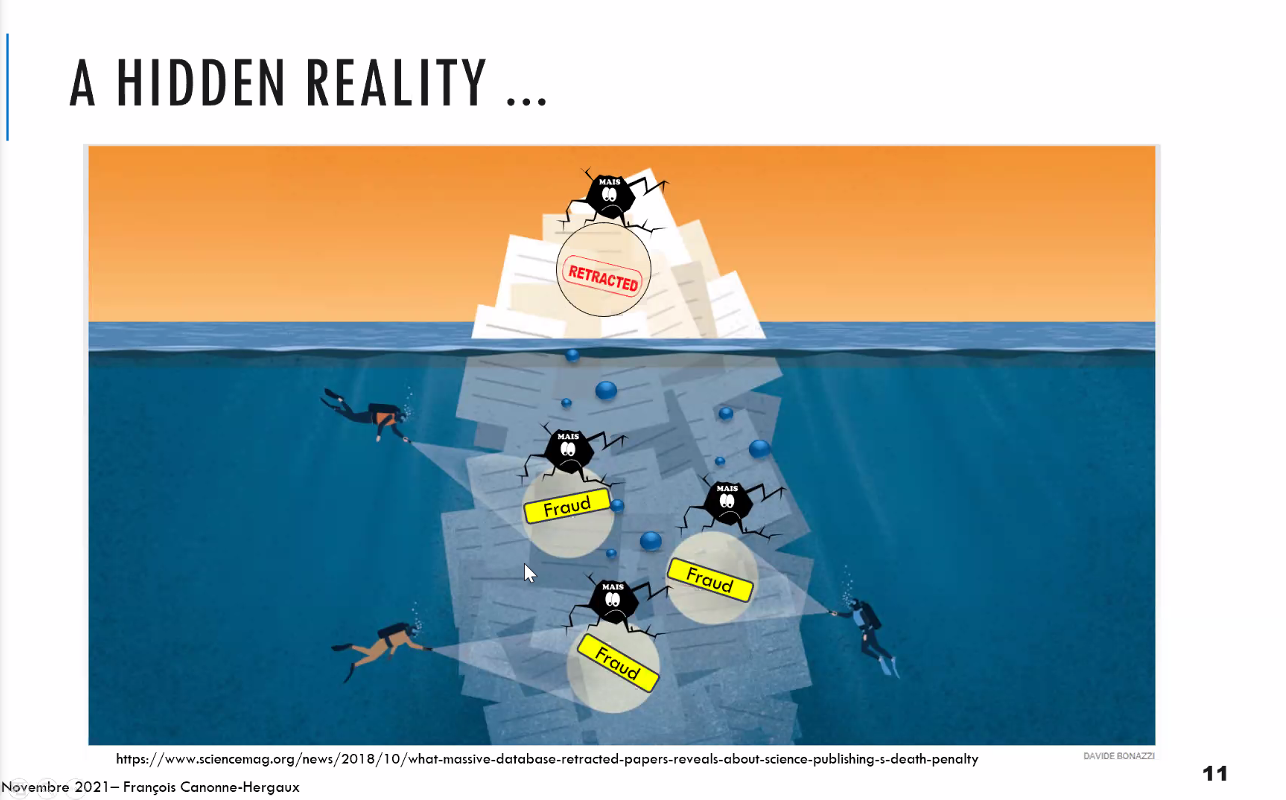 A HIDDEN REALITY ...
MAIS
RETRACTED
MAIS
Fraud
MAIS
Fraud
MAIS
Fraud
https://www.sciencemag.org/news/2018/10/what-massive-database-retracted-papers-reveals-about-science-publishing-s-death-penalty
DAVIDE BONAZZI
Novembre 2021– François Canonne-Hergaux
11